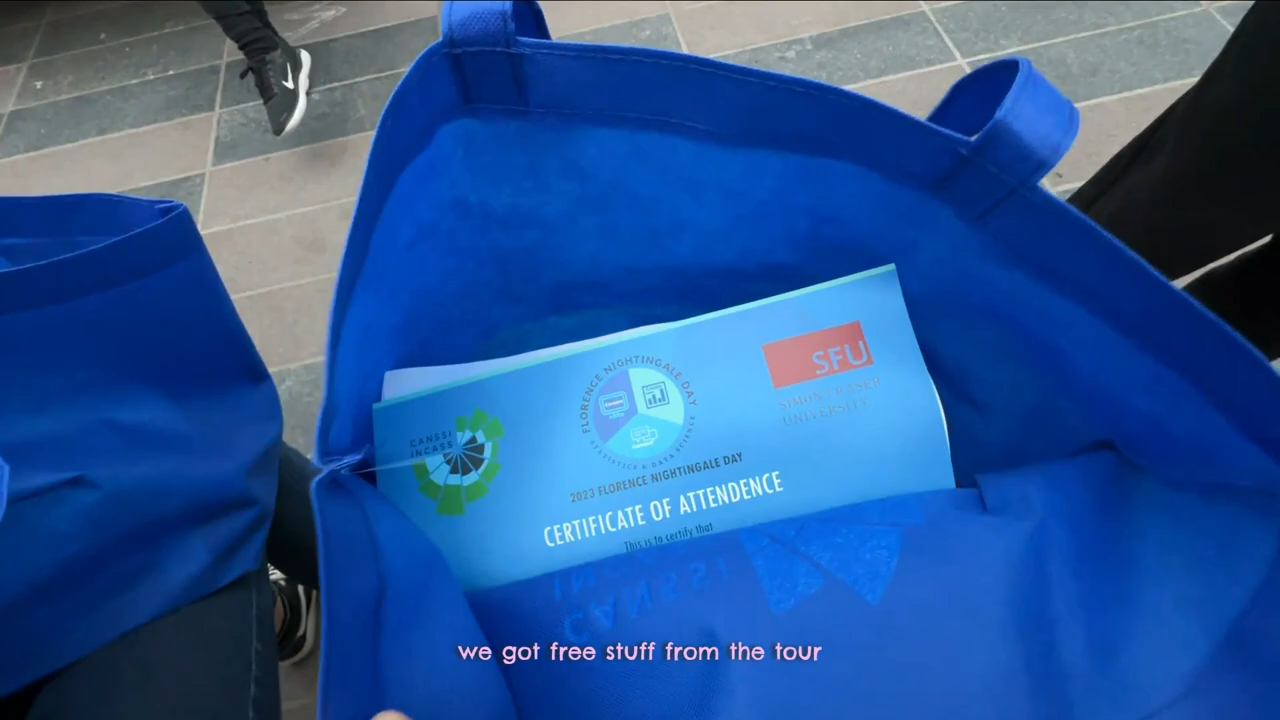 CANSSI
INCASS
FLORENCE NIGHTINGALE DAY
STATISTICS & DATA SCIENCE
SFU
SIMON FRASER
UNIVERSITY
2023 FLORENCE NIGHTINGALE DAY
CERTIFICATE OF ATTENDENCE
This is to certify that
CANSSI
we got free stuff from the tour